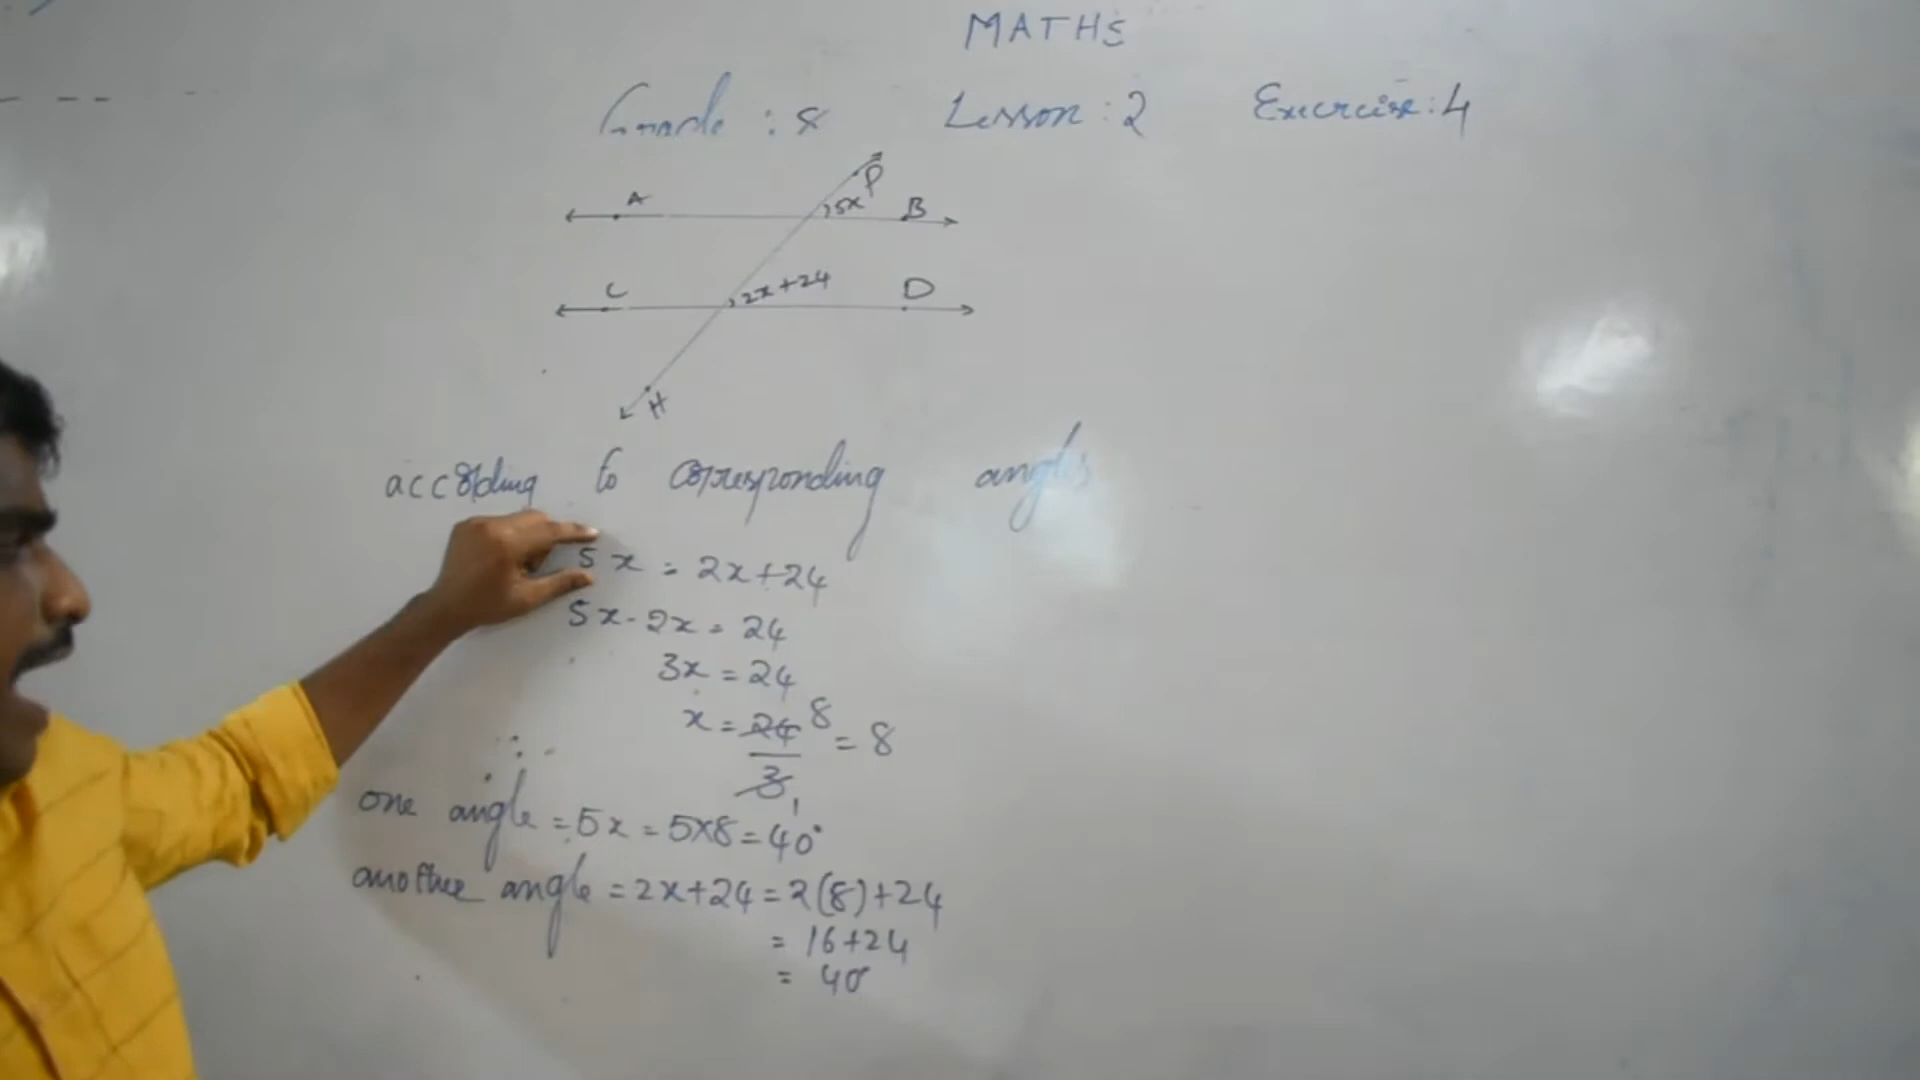 MATHS
Grade : 8 Lesson : 2 Exercise : 4
P
A 5x B
C 2x+24 D
H
according to corresponding angles
5x = 2x+24
5x - 2x = 24
3x = 24
x = 24 8 = 8
3 1
one angle = 5x = 5x8 = 40°
another angle = 2x+24 = 2(8)+24
= 16+24
= 40°